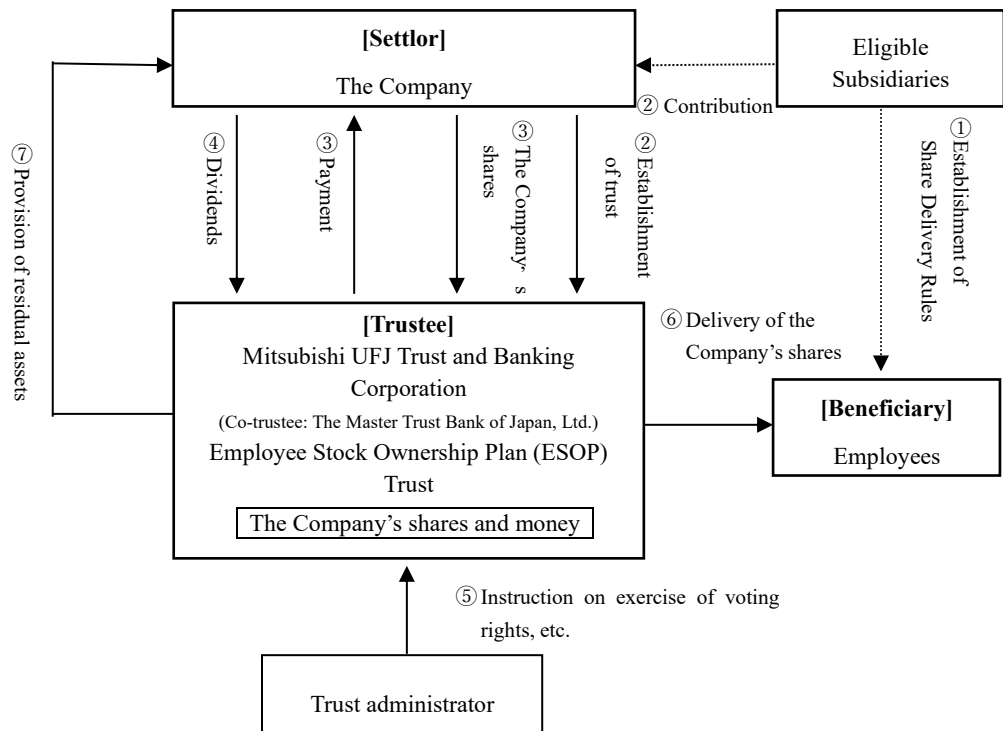 [Settlor]
The Company
Eligible
Subsidiaries
② Contribution
① Establishment of
Share Delivery Rules
⑦ Provision of residual assets
④ Dividends
③ Payment
③ The Company's
shares
② Establishment
of trust
[Trustee]
Mitsubishi UFJ Trust and Banking
Corporation
(Co-trustee: The Master Trust Bank of Japan, Ltd.)
Employee Stock Ownership Plan (ESOP)
Trust
The Company's shares and money
⑥ Delivery of the
Company's shares
[Beneficiary]
Employees
⑤ Instruction on exercise of voting
rights, etc.
Trust administrator